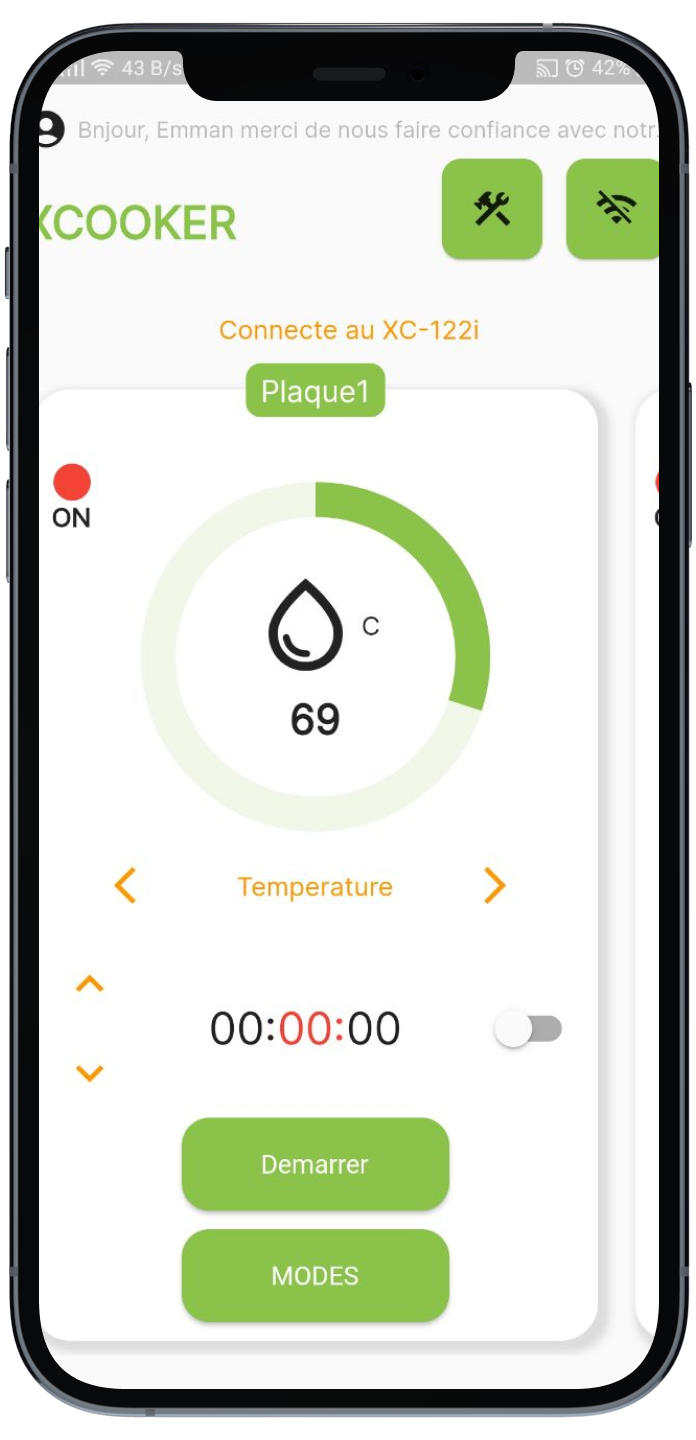 43 B/s 42%
Bnjour, Emman merci de nous faire confiance avec notr
XCOOKER
Connecte au XC-122i
Plaque1
ON
C
69
Temperature
00:00:00
Demarrer
MODES